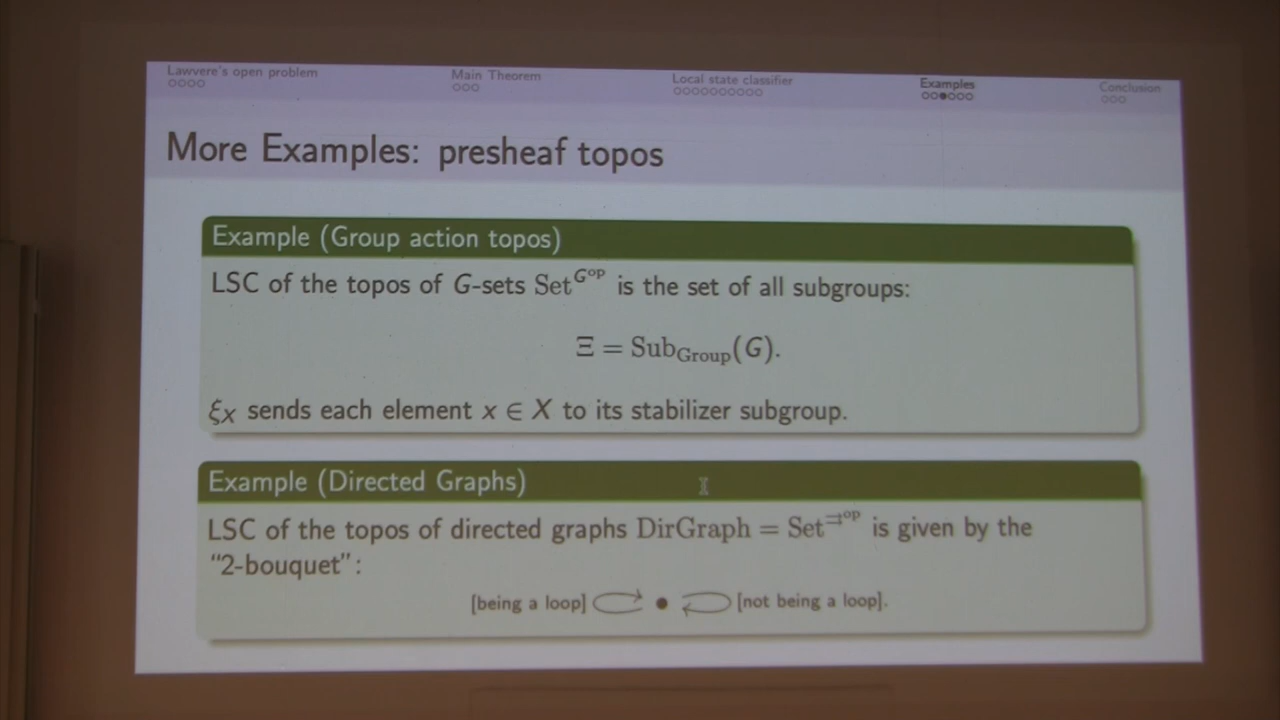 Lawvere's open problem
Main Theorem
Local state classifier
Examples
Conclusion
More Examples: presheaf topos
Example (Group action topos)
LSC of the topos of G-sets Set^{G^{op}} is the set of all subgroups:
Ξ = Sub_{Group}(G).
ξ_X sends each element x ∈ X to its stabilizer subgroup.
Example (Directed Graphs)
LSC of the topos of directed graphs DirGraph = Set^{⇉^{op}} is given by the
“2-bouquet”:
[being a loop] • [not being a loop].